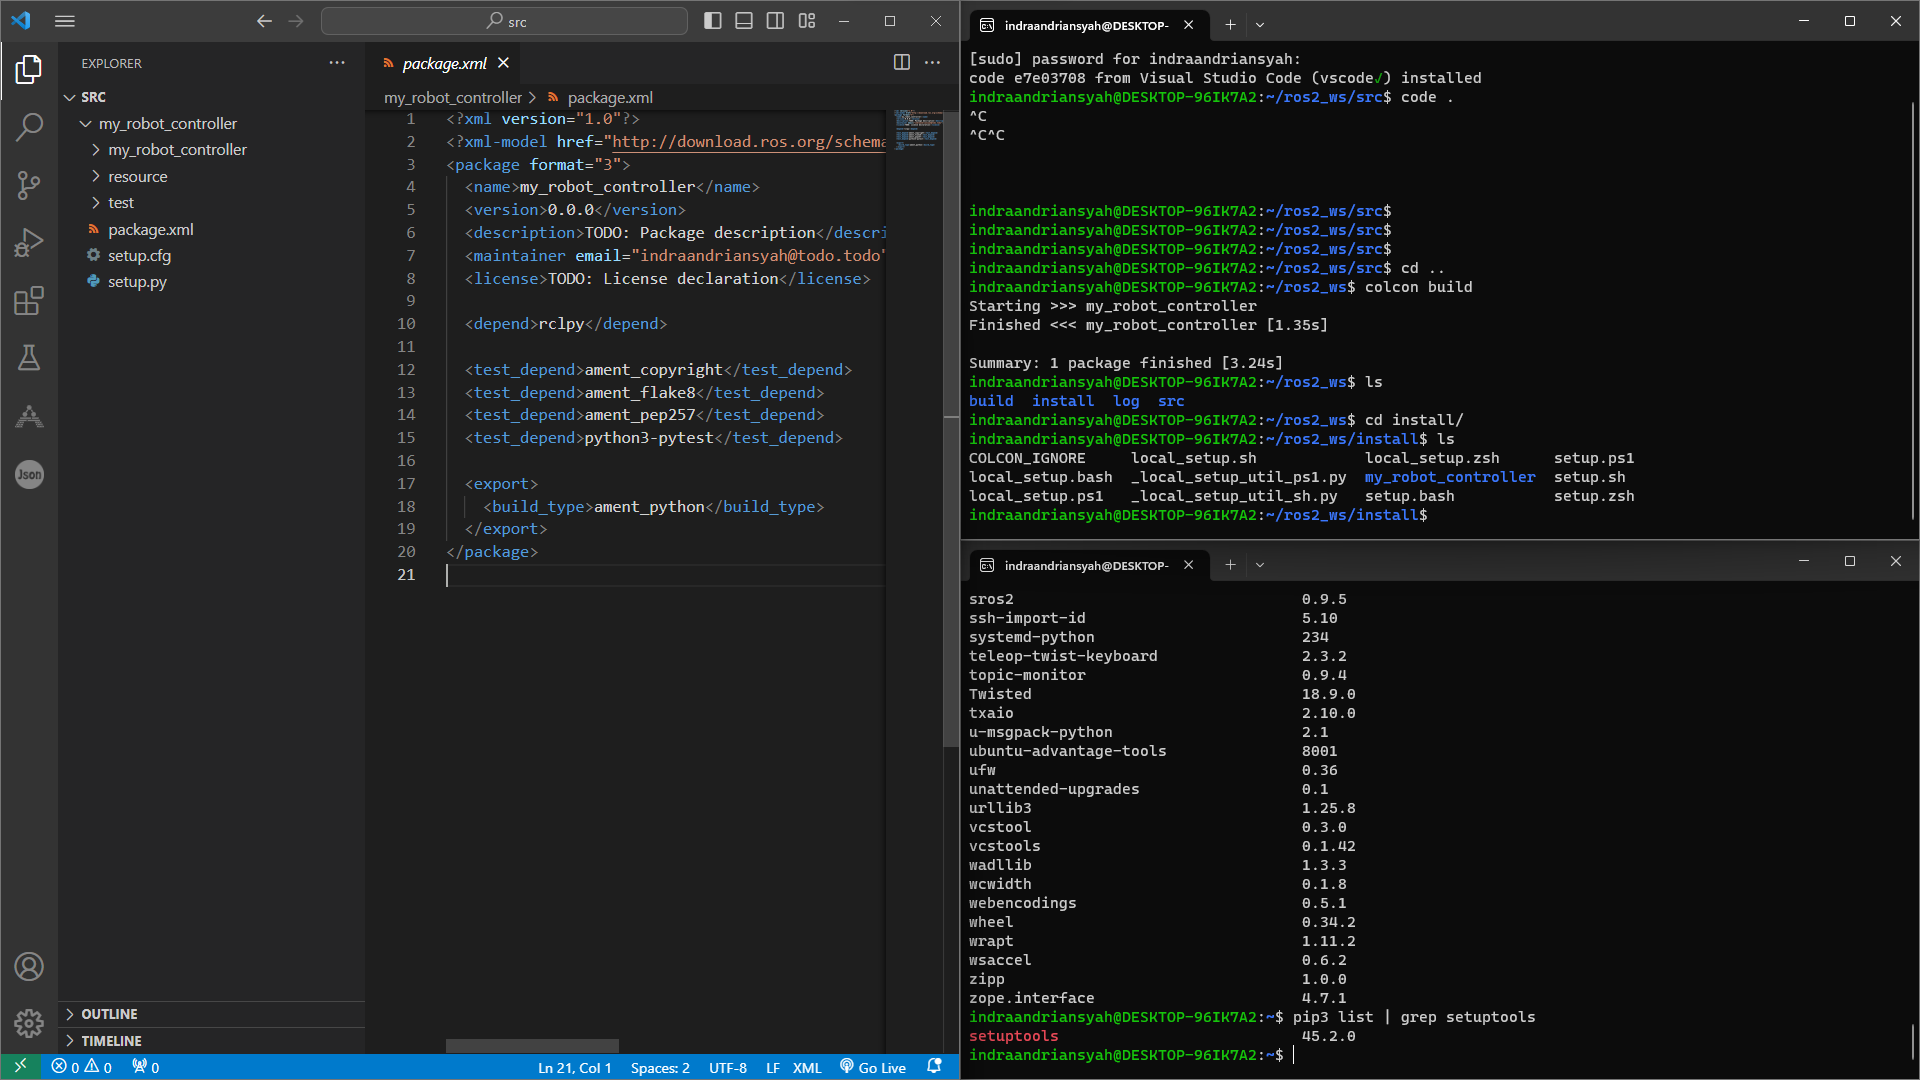 src
EXPLORER
SRC
my_robot_controller
my_robot_controller
resource
test
package.xml
setup.cfg
setup.py
OUTLINE
TIMELINE
Json
package.xml
my_robot_controller > package.xml
1 <?xml version="1.0"?>
2 <?xml-model href="http://download.ros.org/schema
3 <package format="3">
4 <name>my_robot_controller</name>
5 <version>0.0.0</version>
6 <description>TODO: Package description</descri
7 <maintainer email="indraandriansyah@todo.todo"
8 <license>TODO: License declaration</license>
9
10 <depend>rclpy</depend>
11
12 <test_depend>ament_copyright</test_depend>
13 <test_depend>ament_flake8</test_depend>
14 <test_depend>ament_pep257</test_depend>
15 <test_depend>python3-pytest</test_depend>
16
17 <export>
18 <build_type>ament_python</build_type>
19 </export>
20 </package>
21
0 0 0 Ln 21, Col 1 Spaces: 2 UTF-8 LF XML Go Live
indraandriansyah@DESKTOP-
[sudo] password for indraandriansyah:
code e7e03708 from Visual Studio Code (vscode✓) installed
indraandriansyah@DESKTOP-96IK7A2:~/ros2_ws/src$ code .
^C
^C^C
indraandriansyah@DESKTOP-96IK7A2:~/ros2_ws/src$
indraandriansyah@DESKTOP-96IK7A2:~/ros2_ws/src$
indraandriansyah@DESKTOP-96IK7A2:~/ros2_ws/src$
indraandriansyah@DESKTOP-96IK7A2:~/ros2_ws/src$ cd ..
indraandriansyah@DESKTOP-96IK7A2:~/ros2_ws$ colcon build
Starting >>> my_robot_controller
Finished <<< my_robot_controller [1.35s]
Summary: 1 package finished [3.24s]
indraandriansyah@DESKTOP-96IK7A2:~/ros2_ws$ ls
build install log src
indraandriansyah@DESKTOP-96IK7A2:~/ros2_ws$ cd install/
indraandriansyah@DESKTOP-96IK7A2:~/ros2_ws/install$ ls
COLCON_IGNORE local_setup.sh local_setup.zsh setup.ps1
local_setup.bash _local_setup_util_ps1.py my_robot_controller setup.sh
local_setup.ps1 _local_setup_util_sh.py setup.bash setup.zsh
indraandriansyah@DESKTOP-96IK7A2:~/ros2_ws/install$
indraandriansyah@DESKTOP-
sros2 0.9.5
ssh-import-id 5.10
systemd-python 234
teleop-twist-keyboard 2.3.2
topic-monitor 0.9.4
Twisted 18.9.0
txaio 2.10.0
u-msgpack-python 2.1
ubuntu-advantage-tools 8001
ufw 0.36
unattended-upgrades 0.1
urllib3 1.25.8
vcstool 0.3.0
vcstools 0.1.42
wadllib 1.3.3
wcwidth 0.1.8
webencodings 0.5.1
wheel 0.34.2
wrapt 1.11.2
wsaccel 0.6.2
zipp 1.0.0
zope.interface 4.7.1
indraandriansyah@DESKTOP-96IK7A2:~$ pip3 list | grep setuptools
setuptools 45.2.0
indraandriansyah@DESKTOP-96IK7A2:~$